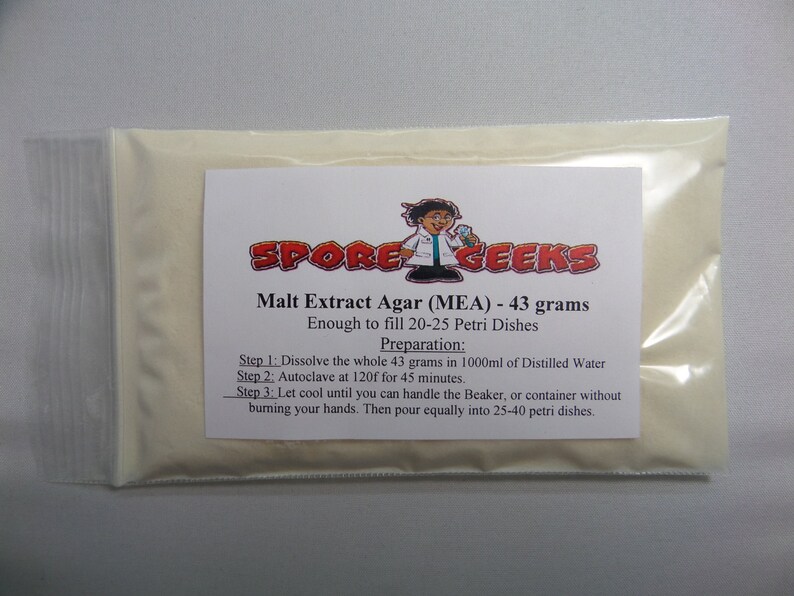 SPORE GEEKS
Malt Extract Agar (MEA) - 43 grams
Enough to fill 20-25 Petri Dishes
Preparation:
Step 1: Dissolve the whole 43 grams in 1000ml of Distilled Water
Step 2: Autoclave at 120f for 45 minutes.
Step 3: Let cool until you can handle the Beaker, or container without
burning your hands. Then pour equally into 25-40 petri dishes.